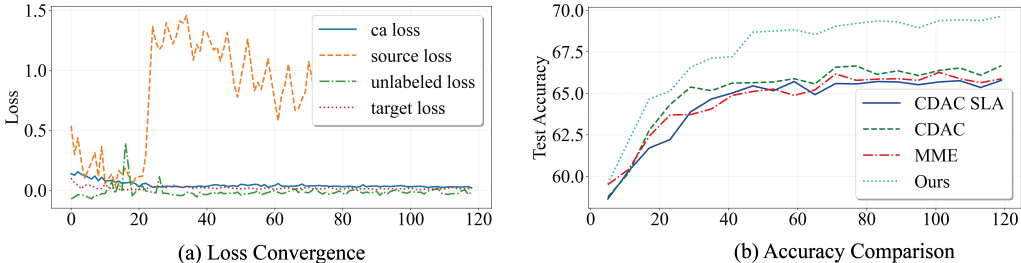 1.5
1.0
0.5
0.0
Loss
0
20
40
60
80
100
120
ca loss
source loss
unlabeled loss
target loss
(a) Loss Convergence
70.0
67.5
65.0
62.5
60.0
Test Accuracy
0
20
40
60
80
100
120
CDAC SLA
CDAC
MME
Ours
(b) Accuracy Comparison